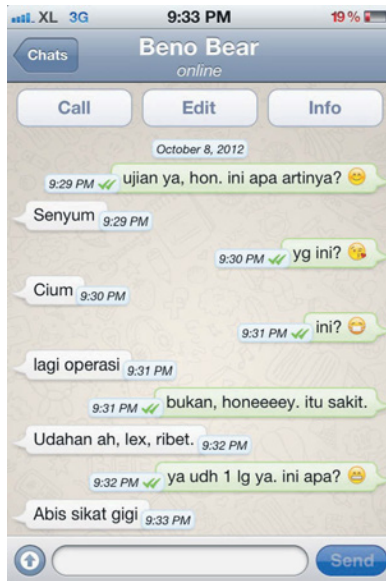 XL 3G 9:33 PM 19 %
Chats Beno Bear
online
Call Edit Info
October 8, 2012
ujian ya, hon. ini apa artinya? 😊
9:29 PM
Senyum 9:29 PM
yg ini? 😘
9:30 PM
Cium 9:30 PM
ini? 😷
9:31 PM
lagi operasi 9:31 PM
bukan, honeeeey. itu sakit.
9:31 PM
Udahan ah, lex, ribet. 9:32 PM
ya udh 1 lg ya. ini apa? 😁
9:32 PM
Abis sikat gigi 9:33 PM
Send